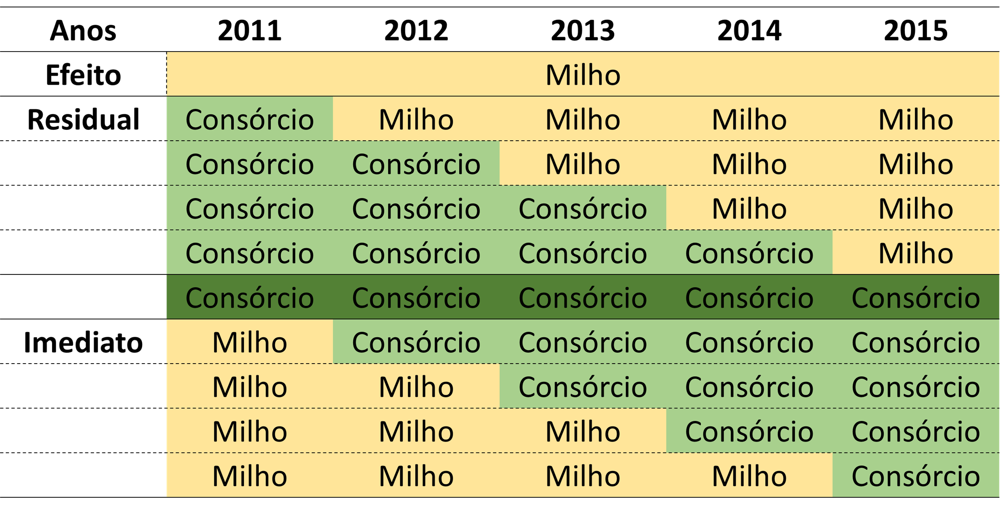 Anos 2011 2012 2013 2014 2015
Efeito Milho
Residual Consórcio Milho Milho Milho Milho
Consórcio Consórcio Milho Milho Milho
Consórcio Consórcio Consórcio Milho Milho
Consórcio Consórcio Consórcio Consórcio Milho
Consórcio Consórcio Consórcio Consórcio Consórcio
Imediato Milho Consórcio Consórcio Consórcio Consórcio
Milho Milho Consórcio Consórcio Consórcio
Milho Milho Milho Consórcio Consórcio
Milho Milho Milho Milho Consórcio